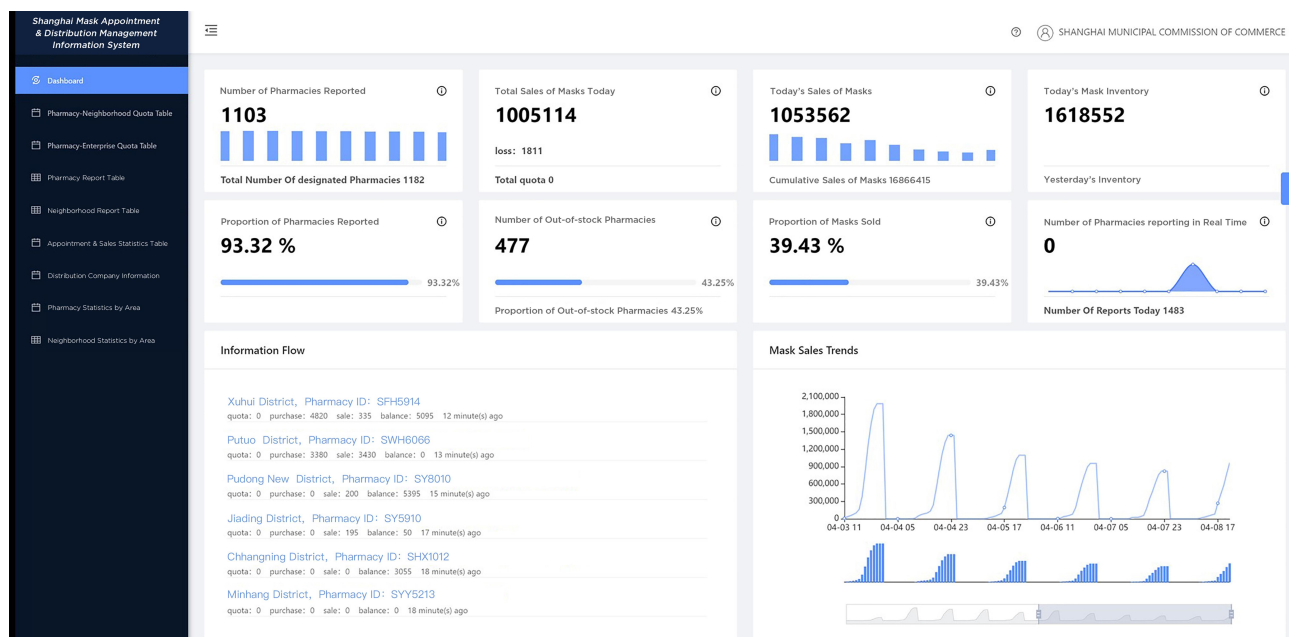 Shanghai Mask Appointment
& Distribution Management
Information System
SHANGHAI MUNICIPAL COMMISSION OF COMMERCE
Dashboard
Pharmacy-Neighborhood Quota Table
Pharmacy-Enterprise Quota Table
Pharmacy Report Table
Neighborhood Report Table
Appointment & Sales Statistics Table
Distribution Company Information
Pharmacy Statistics by Area
Neighborhood Statistics by Area
Number of Pharmacies Reported
1103
Total Number Of designated Pharmacies 1182
Total Sales of Masks Today
1005114
loss: 1811
Total quota 0
Today's Sales of Masks
1053562
Cumulative Sales of Masks 16866415
Today's Mask Inventory
1618552
Yesterday's Inventory
Proportion of Pharmacies Reported
93.32 %
93.32%
Number of Out-of-stock Pharmacies
477
43.25%
Proportion of Out-of-stock Pharmacies 43.25%
Proportion of Masks Sold
39.43 %
39.43%
Number of Pharmacies reporting in Real Time
0
Number Of Reports Today 1483
Information Flow
Xuhui District, Pharmacy ID: SFH5914
quota: 0 purchase: 4820 sale: 335 balance: 5095 12 minute(s) ago
Putuo District, Pharmacy ID: SWH6066
quota: 0 purchase: 3380 sale: 3430 balance: 0 13 minute(s) ago
Pudong New District, Pharmacy ID: SY8010
quota: 0 purchase: 0 sale: 200 balance: 5395 15 minute(s) ago
Jiading District, Pharmacy ID: SY5910
quota: 0 purchase: 0 sale: 195 balance: 50 17 minute(s) ago
Chhangning District, Pharmacy ID: SHX1012
quota: 0 purchase: 0 sale: 0 balance: 3055 18 minute(s) ago
Minhang District, Pharmacy ID: SYY5213
quota: 0 purchase: 0 sale: 0 balance: 0 18 minute(s) ago
Mask Sales Trends
2,100,000
1,800,000
1,500,000
1,200,000
900,000
600,000
300,000
0
04-03 11 04-04 05 04-04 23 04-05 17 04-06 11 04-07 05 04-07 23 04-08 17